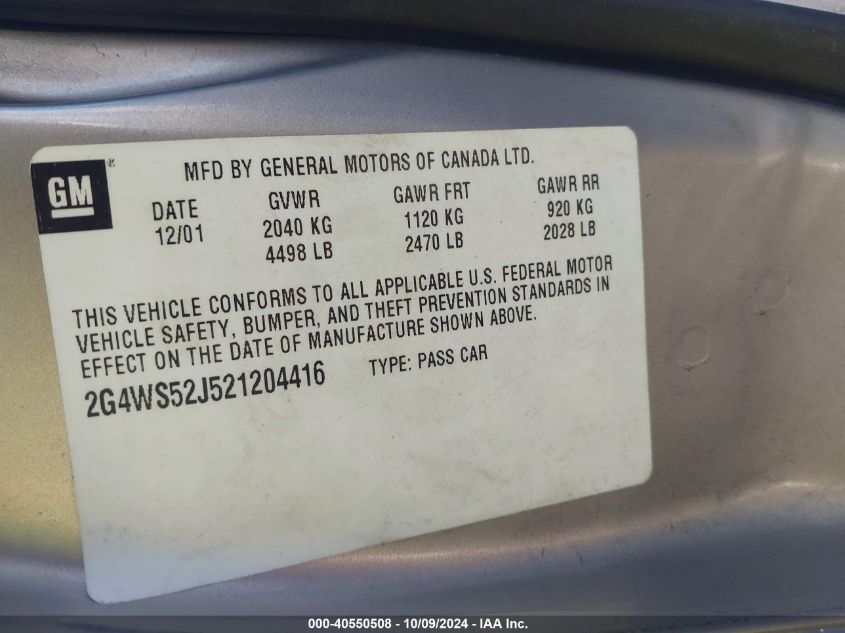 GM
MFD BY GENERAL MOTORS OF CANADA LTD.
DATE GVWR GAWR FRT GAWR RR
12/01 2040 KG 1120 KG 920 KG
4498 LB 2470 LB 2028 LB
THIS VEHICLE CONFORMS TO ALL APPLICABLE U.S. FEDERAL MOTOR
VEHICLE SAFETY, BUMPER, AND THEFT PREVENTION STANDARDS IN
EFFECT ON THE DATE OF MANUFACTURE SHOWN ABOVE.
2G4WS52J521204416 TYPE: PASS CAR
000-40550508 - 10/09/2024 - IAA Inc.